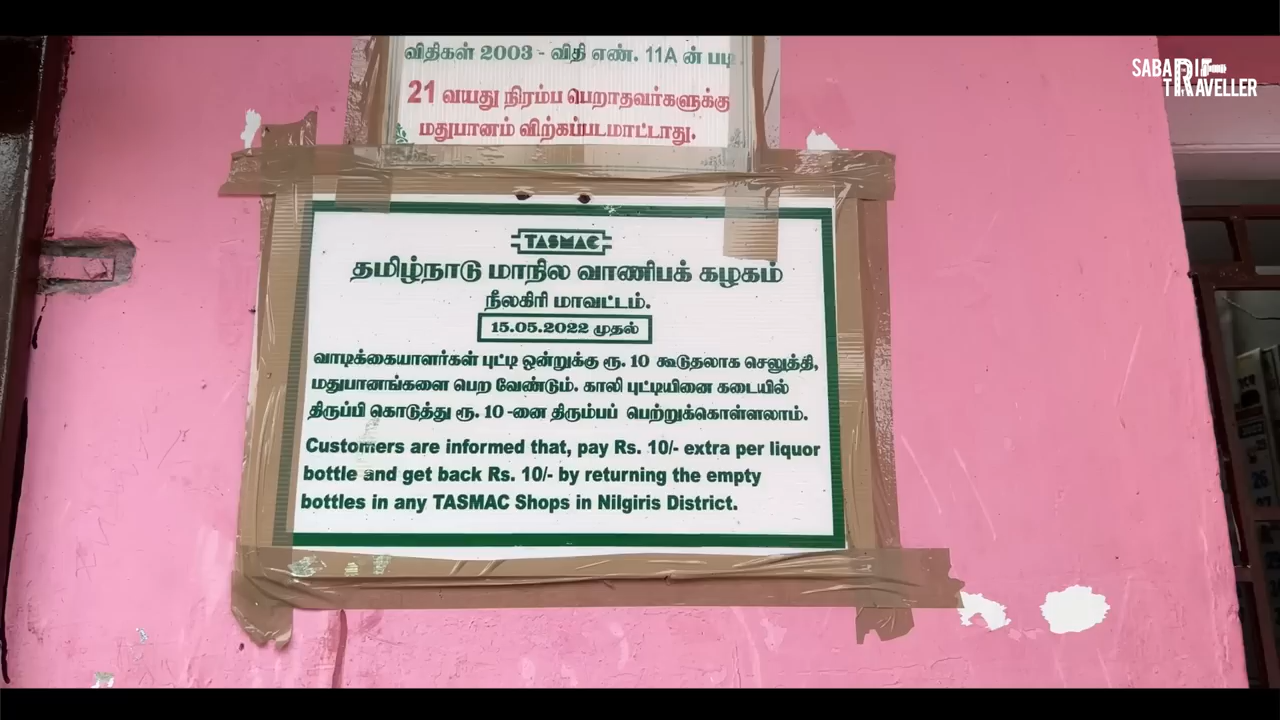 விதிகள் 2003 - விதி எண். 11A ன் படி.
21 வயது நிரம்ப பெறாதவர்களுக்கு
மதுபானம் விற்கப்படமாட்டாது.
SABARI
TRAVELLER
TASMAC
தமிழ்நாடு மாநில வாணிபக் கழகம்
நீலகிரி மாவட்டம்.
15.05.2022 முதல்
வாடிக்கையாளர்கள் புட்டி ஒன்றுக்கு ரூ. 10 கூடுதலாக செலுத்தி,
மதுபானங்களை பெற வேண்டும். காலி புட்டியினை கடையில்
திருப்பி கொடுத்து ரூ. 10 -னை திரும்பப் பெற்றுக்கொள்ளலாம்.
Customers are informed that, pay Rs. 10/- extra per liquor
bottle and get back Rs. 10/- by returning the empty
bottles in any TASMAC Shops in Nilgiris District.